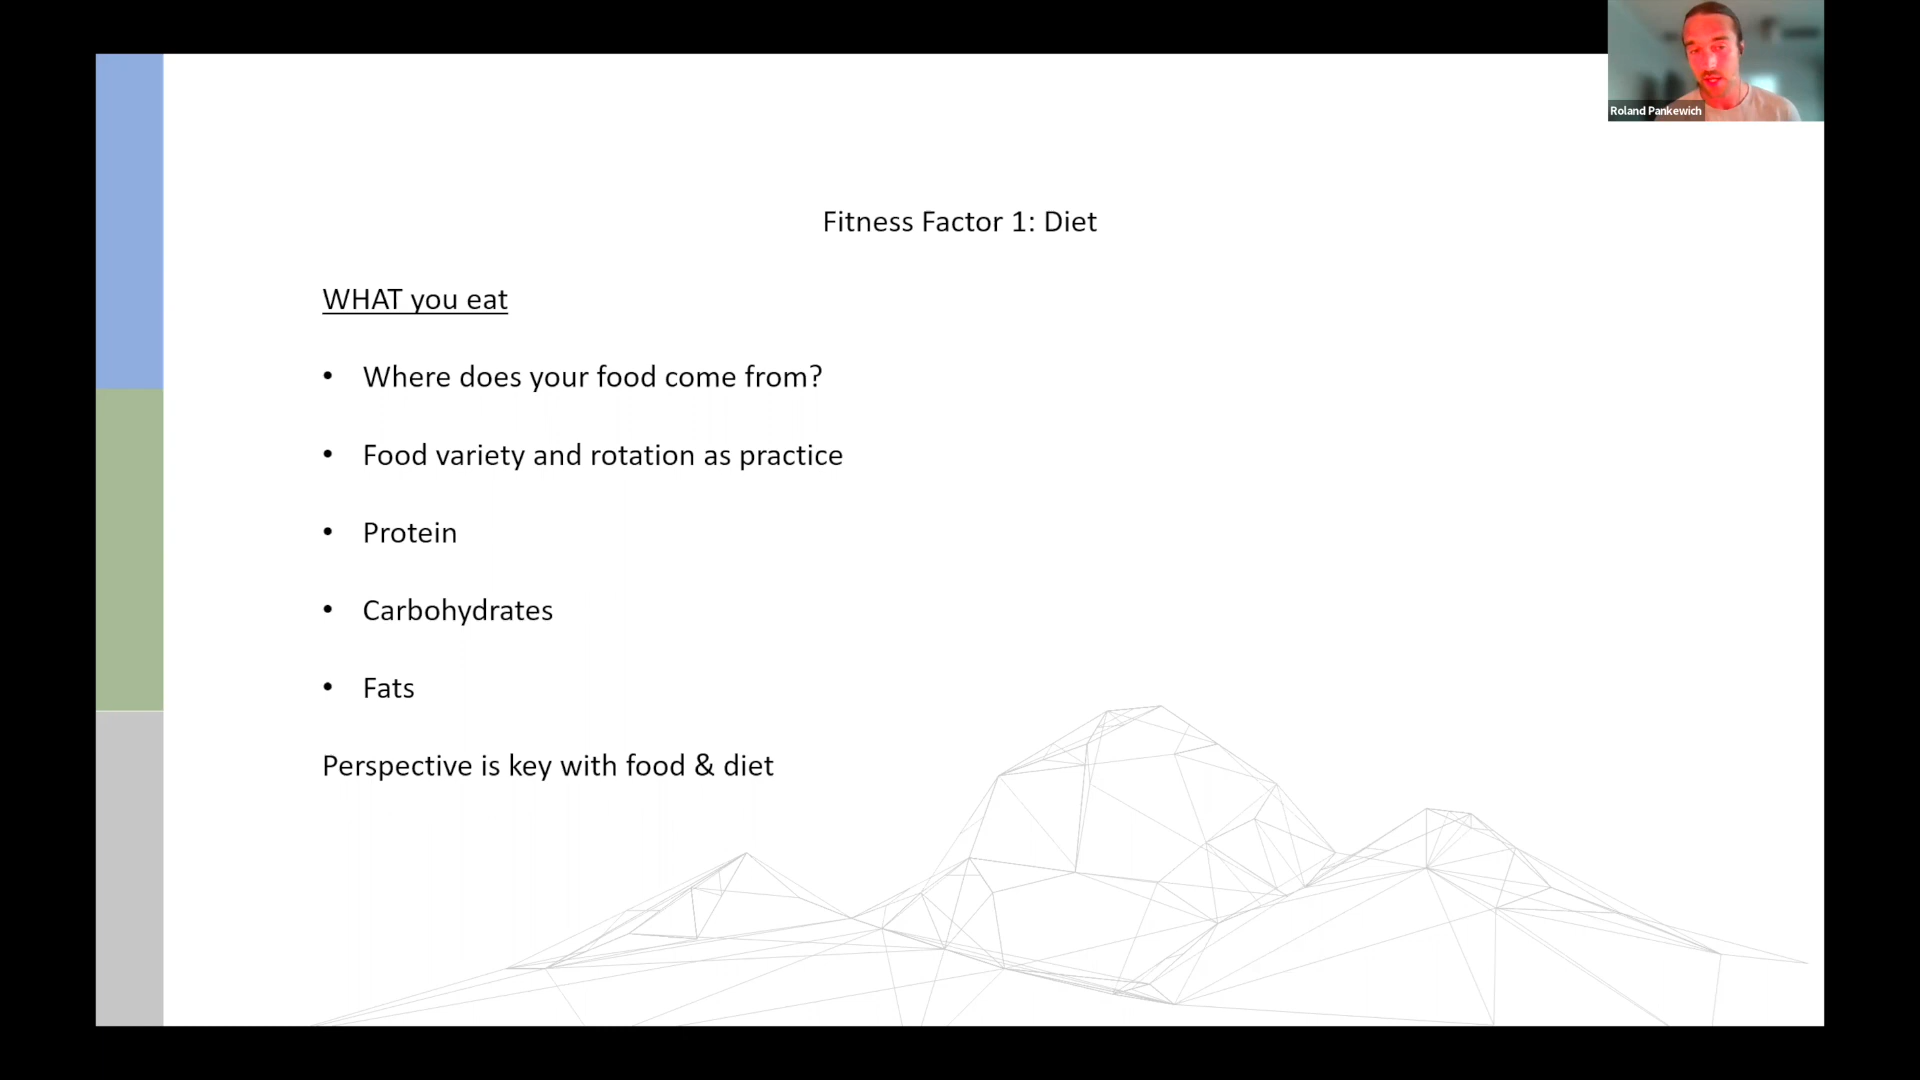 Roland Pankewich
Fitness Factor 1: Diet
WHAT you eat
• Where does your food come from?
• Food variety and rotation as practice
• Protein
• Carbohydrates
• Fats
Perspective is key with food & diet